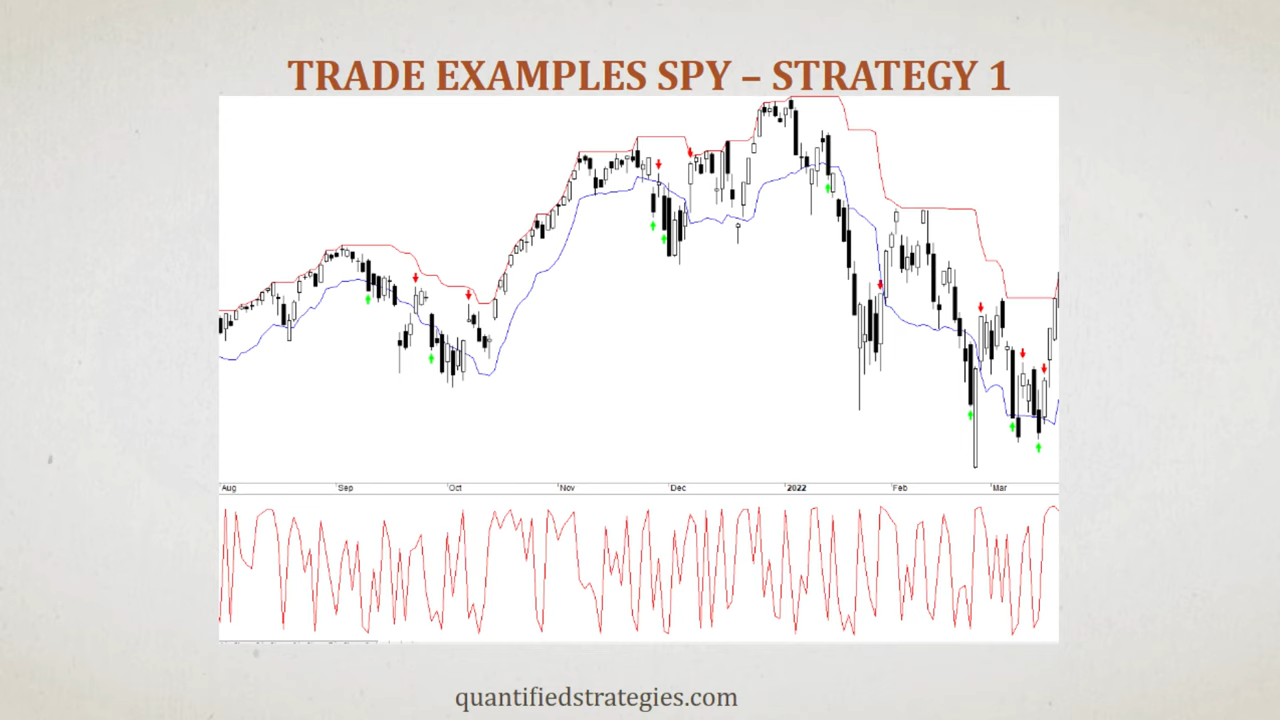 TRADE EXAMPLES SPY – STRATEGY 1
Aug Sep Oct Nov Dec 2022 Feb Mar
quantifiedstrategies.com